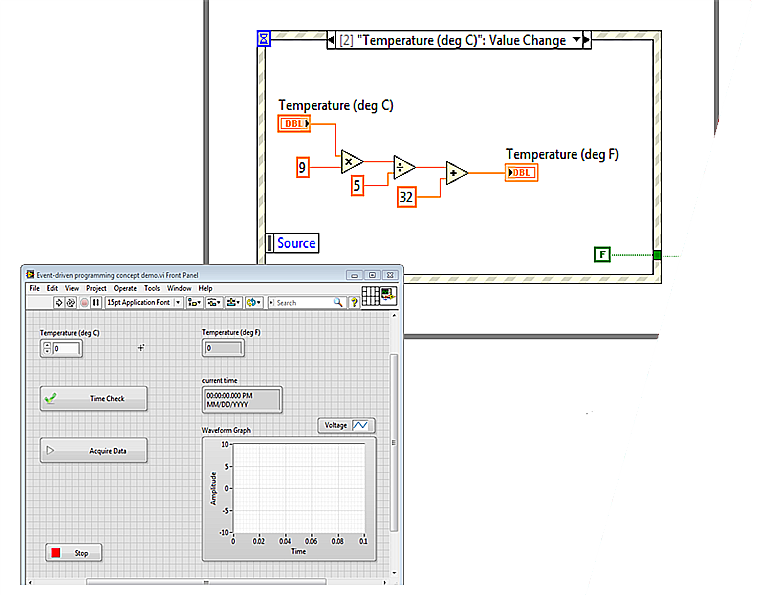 [2] "Temperature (deg C)": Value Change
Temperature (deg C)
DBL
Temperature (deg F)
DBL
9
5
32
Source
F
Event-driven programming concept demo.vi Front Panel
File Edit View Project Operate Tools Window Help
15pt Application Font Search ?
Temperature (deg C)
0
Temperature (deg F)
0
Time Check
current time
00:00:00.000 PM
MM/DD/YYYY
Acquire Data
Voltage
Waveform Graph
Amplitude
10
5
0
-5
-10
0 0.02 0.04 0.06 0.08 0.1
Time
Stop